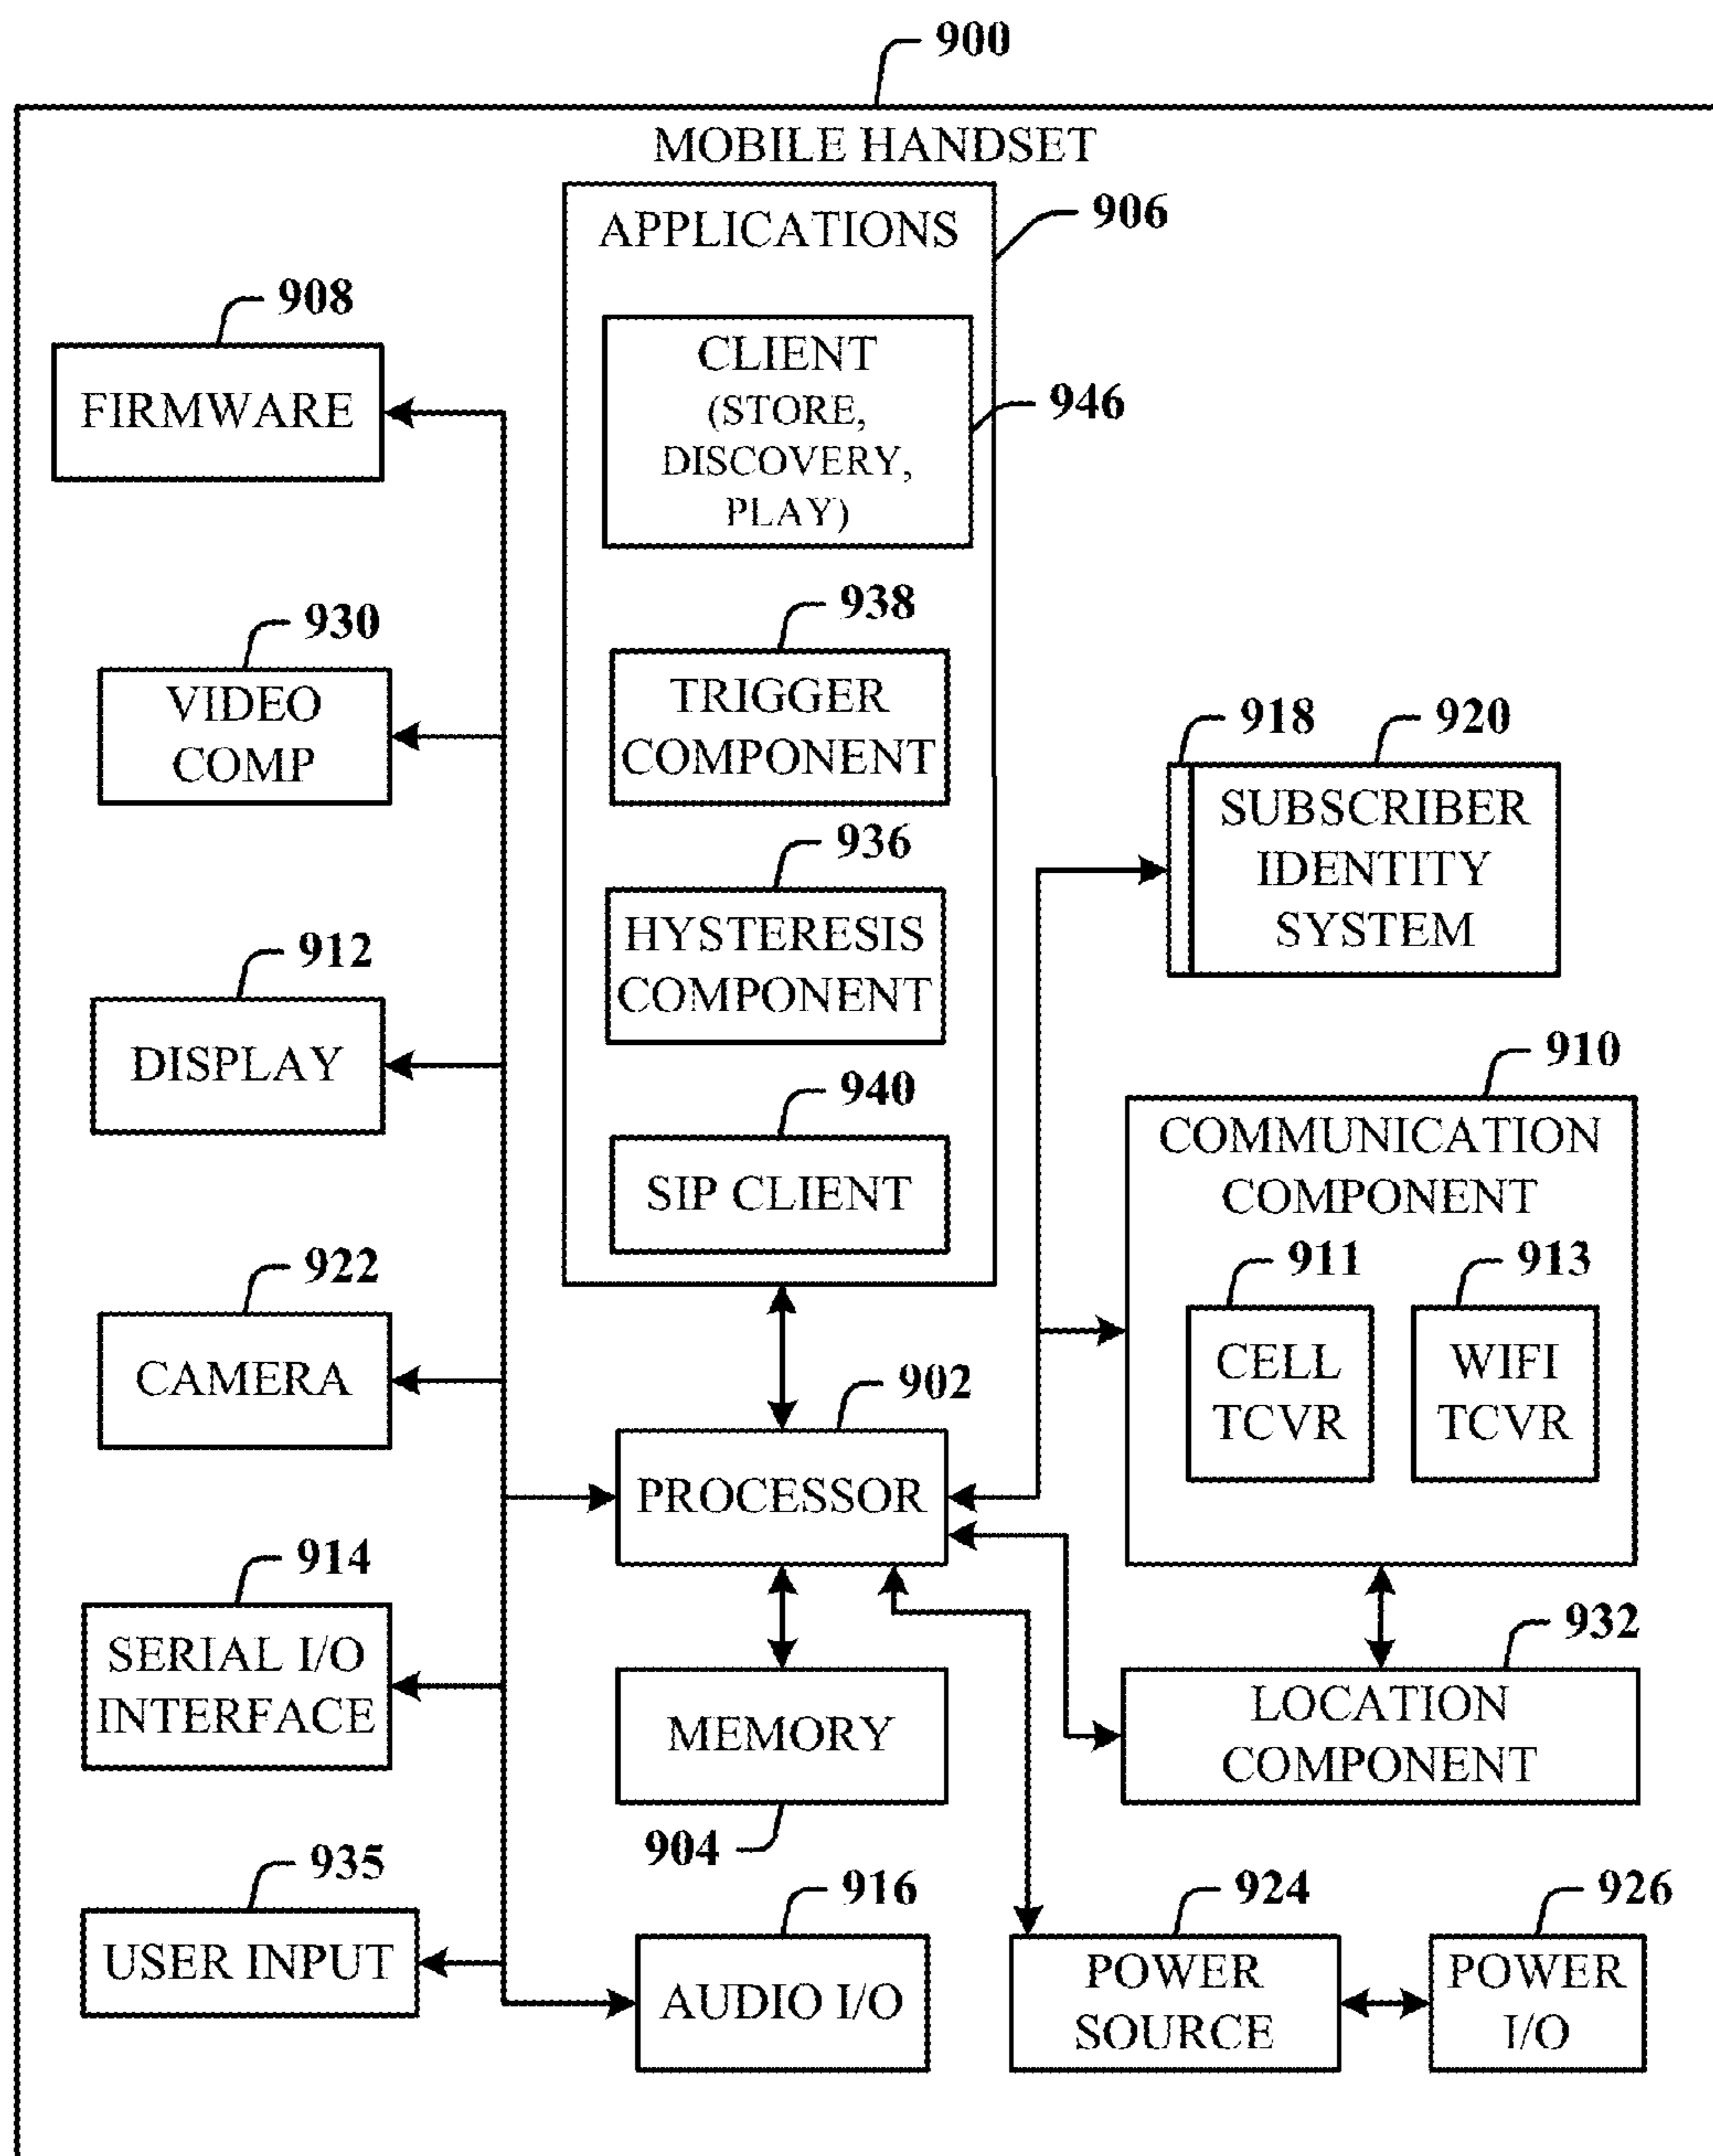 900
MOBILE HANDSET
APPLICATIONS
906
908
FIRMWARE
CLIENT
(STORE,
DISCOVERY,
PLAY)
946
930
VIDEO
COMP
938
TRIGGER
COMPONENT
918
920
SUBSCRIBER
IDENTITY
SYSTEM
936
HYSTERESIS
COMPONENT
912
DISPLAY
940
SIP CLIENT
910
COMMUNICATION
COMPONENT
911
CELL
TCVR
913
WIFI
TCVR
922
CAMERA
902
PROCESSOR
914
SERIAL I/O
INTERFACE
MEMORY
904
932
LOCATION
COMPONENT
935
USER INPUT
916
AUDIO I/O
924
POWER
SOURCE
926
POWER
I/O